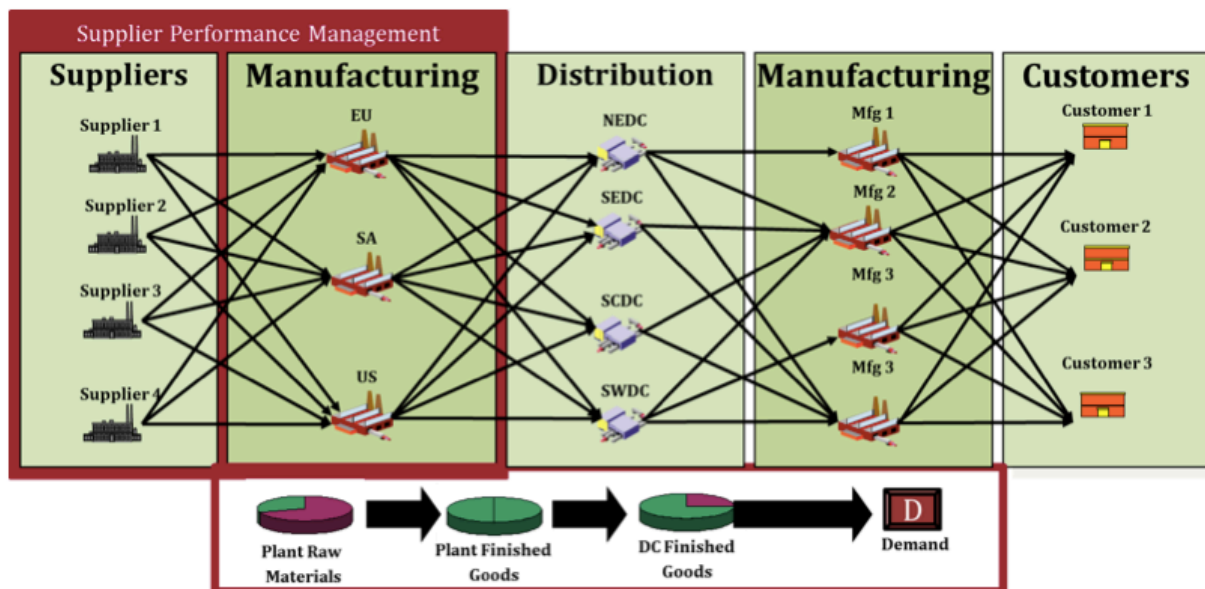 Supplier Performance Management
Suppliers
Manufacturing
Distribution
Manufacturing
Customers
Supplier 1
Supplier 2
Supplier 3
Supplier 4
EU
SA
US
NEDC
SEDC
SCDC
SWDC
Mfg 1
Mfg 2
Mfg 3
Mfg 3
Customer 1
Customer 2
Customer 3
Plant Raw
Materials
Plant Finished
Goods
DC Finished
Goods
D
Demand